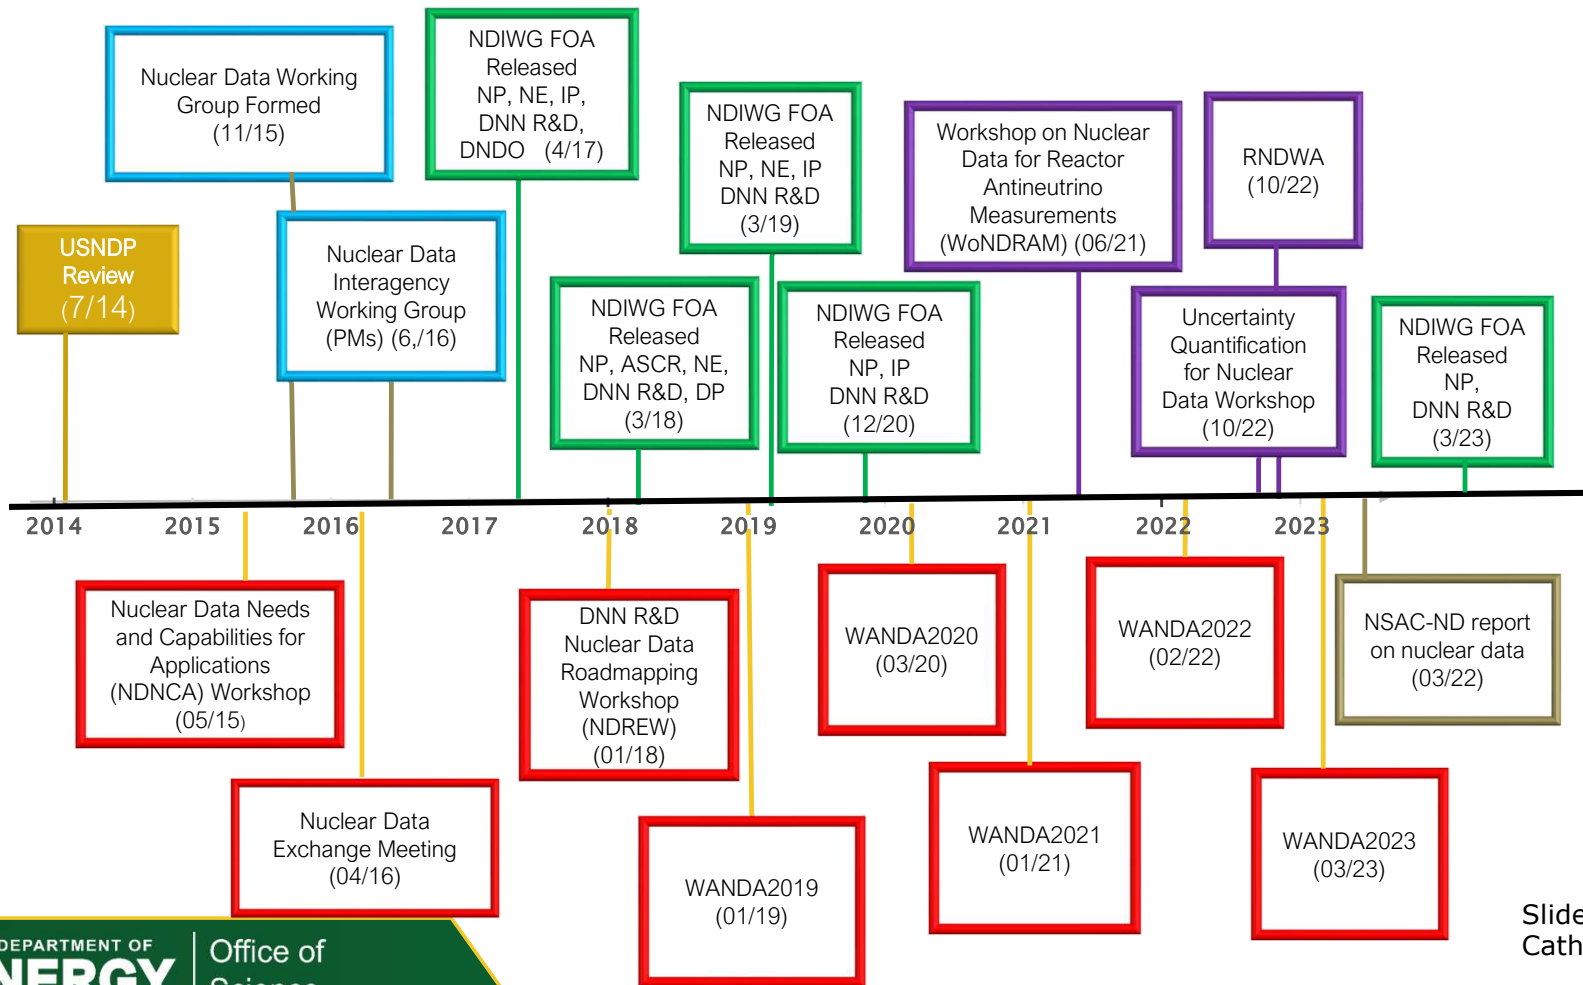 Nuclear Data Working
Group Formed
(11/15)
NDIWG FOA
Released
NP, NE, IP,
DNN R&D,
DNDO (4/17)
NDIWG FOA
Released
NP, NE, IP
DNN R&D
(3/19)
Workshop on Nuclear
Data for Reactor
Antineutrino
Measurements
(WoNDRAM) (06/21)
RNDWA
(10/22)
USNDP
Review
(7/14)
Nuclear Data
Interagency
Working Group
(PMs) (6,/16)
NDIWG FOA
Released
NP, ASCR, NE,
DNN R&D, DP
(3/18)
NDIWG FOA
Released
NP, IP
DNN R&D
(12/20)
Uncertainty
Quantification
for Nuclear
Data Workshop
(10/22)
NDIWG FOA
Released
NP,
DNN R&D
(3/23)
2014 2015 2016 2017 2018 2019 2020 2021 2022 2023
Nuclear Data Needs
and Capabilities for
Applications
(NDNCA) Workshop
(05/15)
DNN R&D
Nuclear Data
Roadmapping
Workshop
(NDREW)
(01/18)
WANDA2020
(03/20)
WANDA2022
(02/22)
NSAC-ND report
on nuclear data
(03/22)
Nuclear Data
Exchange Meeting
(04/16)
WANDA2019
(01/19)
WANDA2021
(01/21)
WANDA2023
(03/23)
DEPARTMENT OF
NERGY
Office of
Science
Slide
Cath